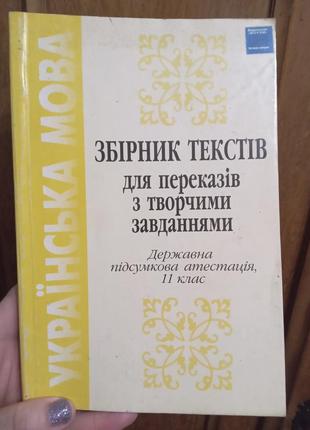 УКРАЇНСЬКА МОВА
ЗБІРНИК ТЕКСТІВ
для переказів
з творчими
завданнями
Державна
підсумкова атестація,
11 клас